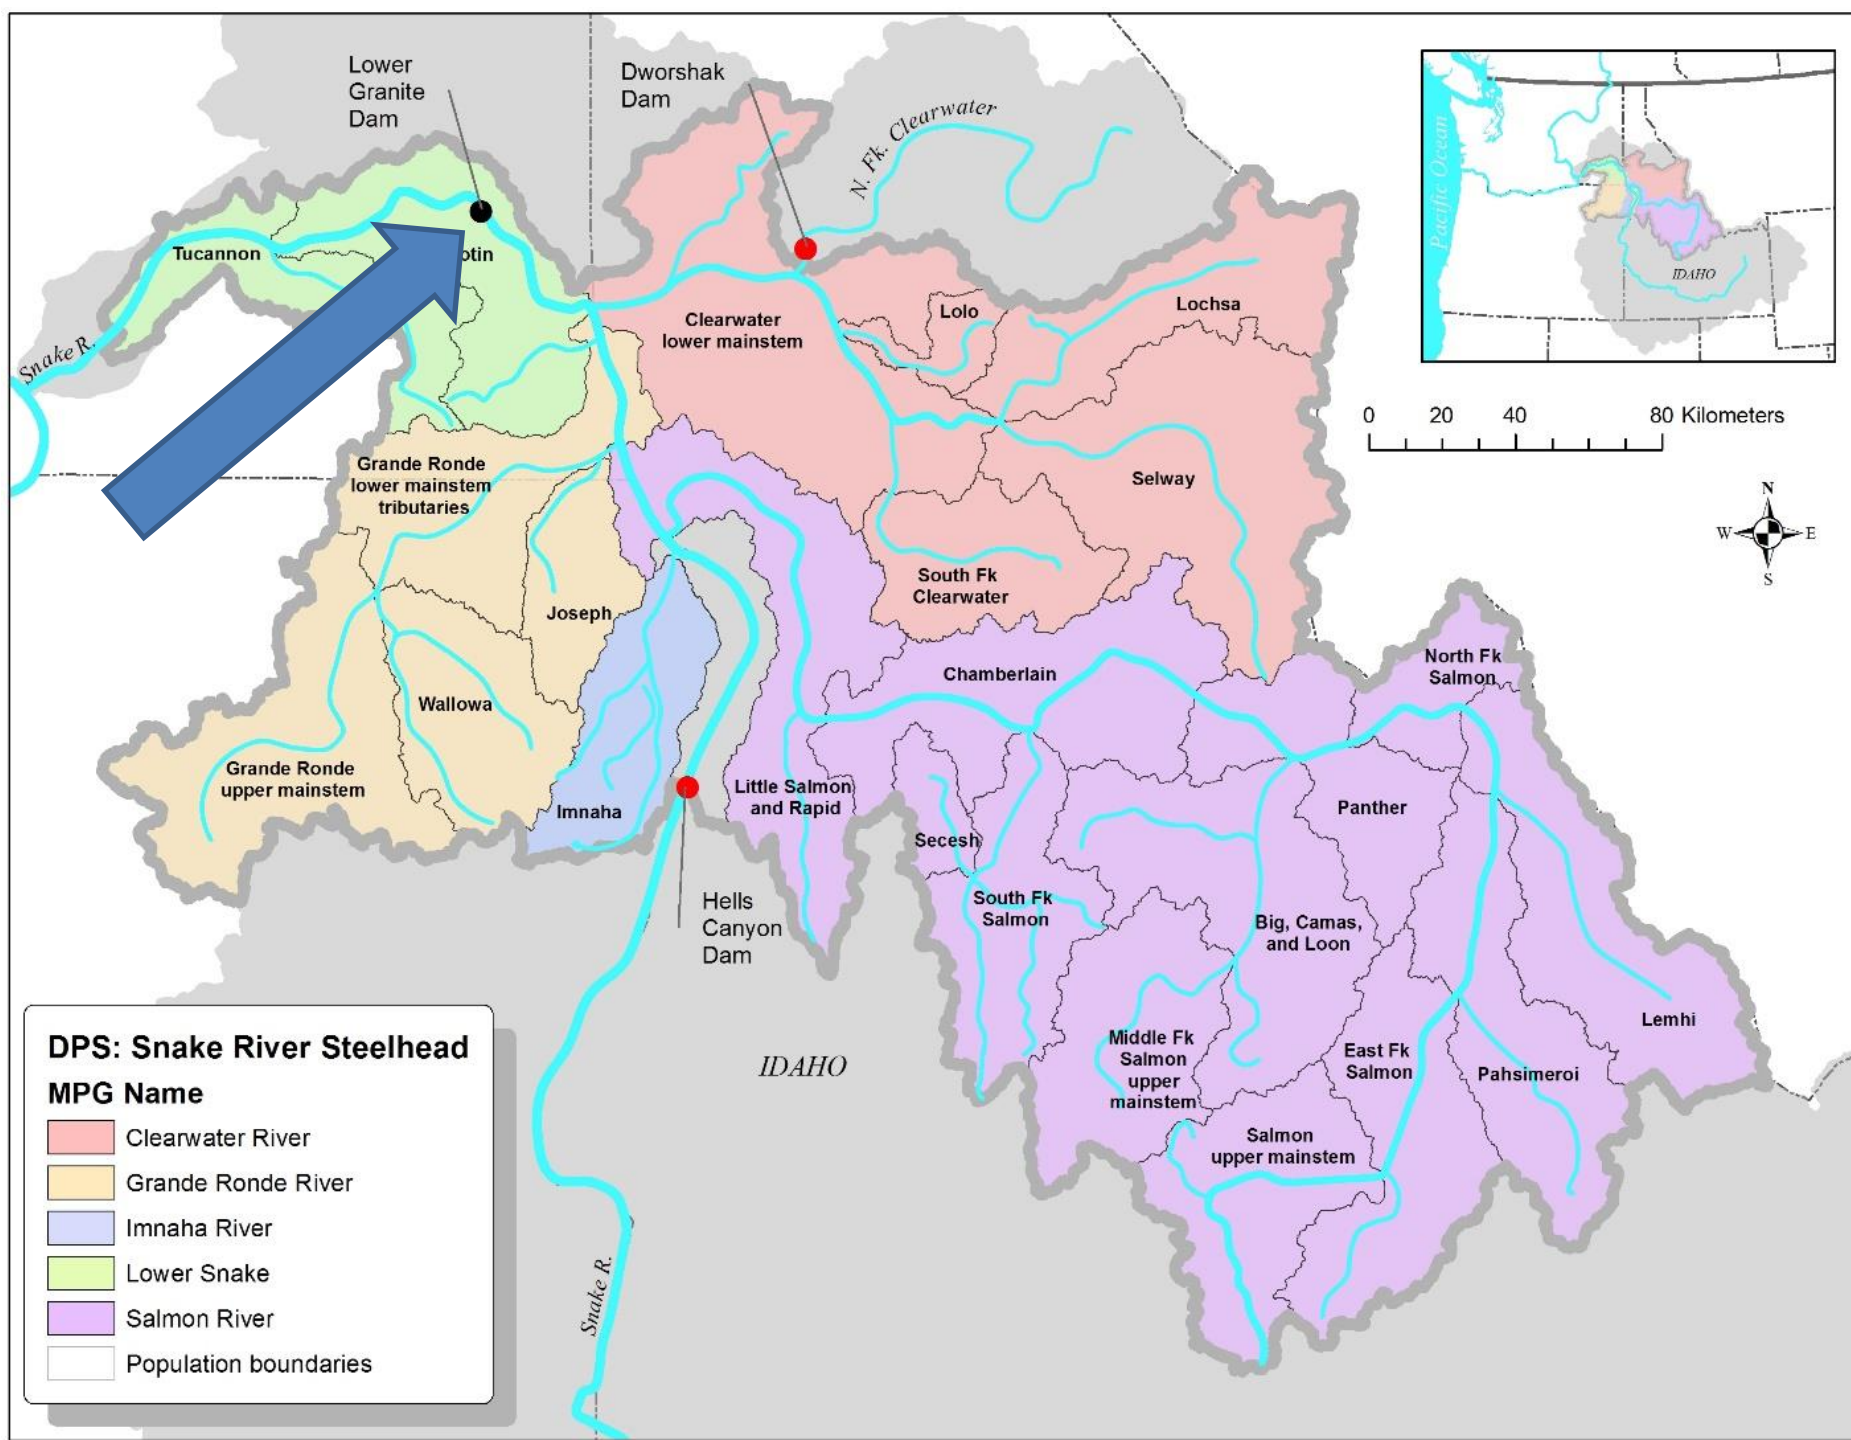 Lower
Granite
Dam
Dworshak
Dam
N. Fk. Clearwater
Pacific Ocean
IDAHO
Tucannon
otin
Snake R.
Clearwater
lower mainstem
Lolo
Lochsa
0 20 40 80 Kilometers
Grande Ronde
lower mainstem
tributaries
Selway
N
W E
S
South Fk
Clearwater
Joseph
Wallowa
Chamberlain
North Fk
Salmon
Grande Ronde
upper mainstem
Imnaha
Little Salmon
and Rapid
Panther
Secesh
South Fk
Salmon
Hells
Canyon
Dam
Big, Camas,
and Loon
Lemhi
IDAHO
Middle Fk
Salmon
upper
mainstem
East Fk
Salmon
Pahsimeroi
Salmon
upper mainstem
Snake R.
DPS: Snake River Steelhead
MPG Name
Clearwater River
Grande Ronde River
Imnaha River
Lower Snake
Salmon River
Population boundaries